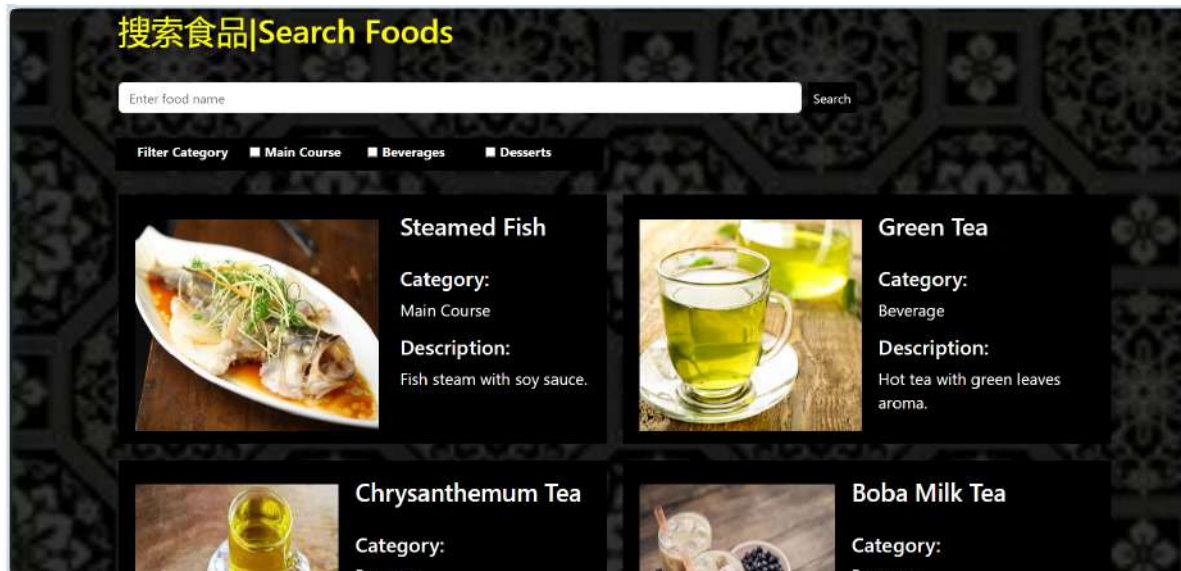 搜索食品|Search Foods
Enter food name
Search
Filter Category
Main Course
Beverages
Desserts
Steamed Fish
Category:
Main Course
Description:
Fish steam with soy sauce.
Green Tea
Category:
Beverage
Description:
Hot tea with green leaves
aroma.
Chrysanthemum Tea
Category:
Boba Milk Tea
Category: